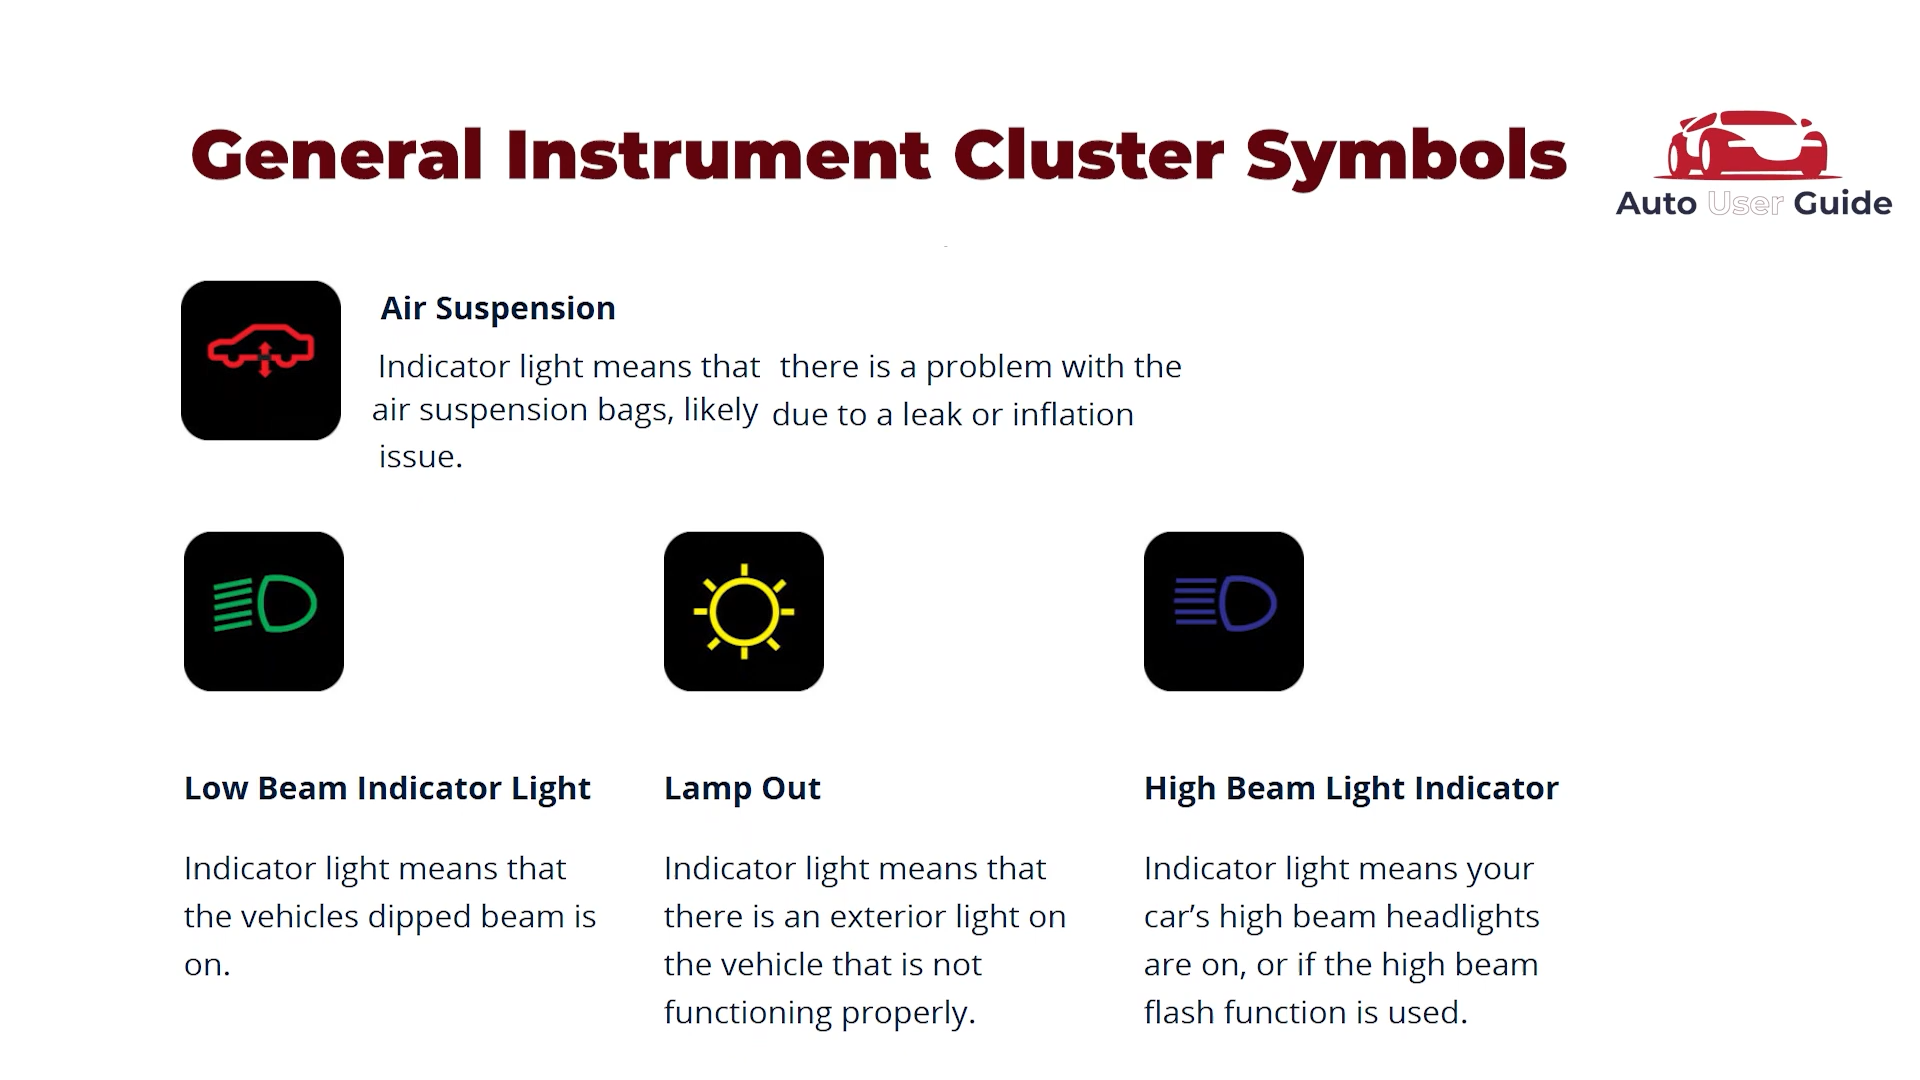 General Instrument Cluster Symbols
Auto User Guide
Air Suspension
Indicator light means that there is a problem with the
air suspension bags, likely due to a leak or inflation
issue.
Low Beam Indicator Light
Indicator light means that
the vehicles dipped beam is
on.
Lamp Out
Indicator light means that
there is an exterior light on
the vehicle that is not
functioning properly.
High Beam Light Indicator
Indicator light means your
car’s high beam headlights
are on, or if the high beam
flash function is used.